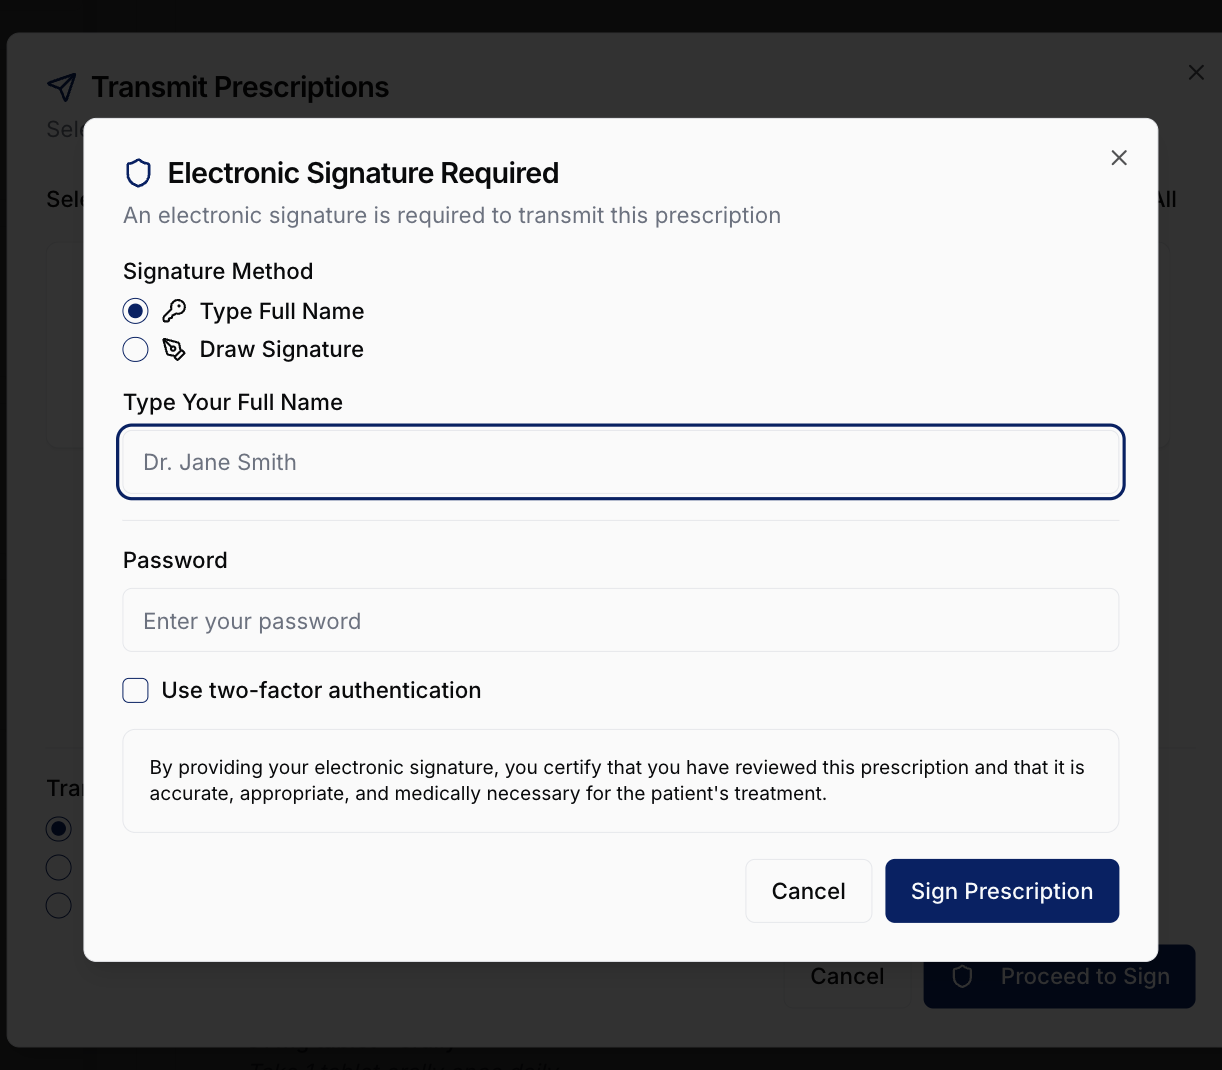 Transmit Prescriptions
Electronic Signature Required
An electronic signature is required to transmit this prescription
All
Signature Method
Type Full Name
Draw Signature
Type Your Full Name
Dr. Jane Smith
Password
Enter your password
Use two-factor authentication
By providing your electronic signature, you certify that you have reviewed this prescription and that it is
accurate, appropriate, and medically necessary for the patient's treatment.
Cancel
Sign Prescription
Cancel
Proceed to Sign